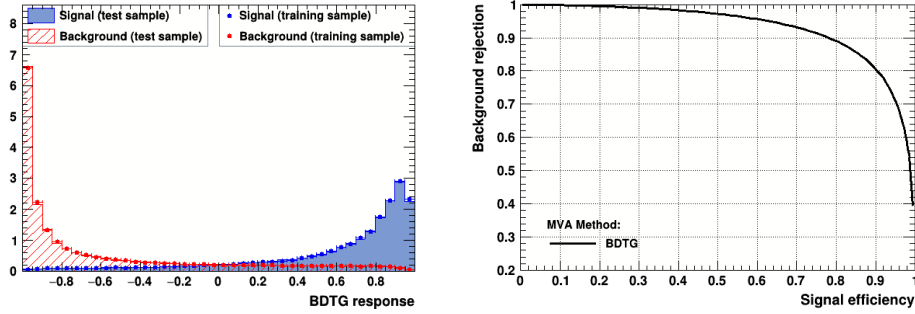 Signal (test sample)
Signal (training sample)
Background (test sample)
Background (training sample)
8
7
6
5
4
3
2
1
0
−0.8 −0.6 −0.4 −0.2 0 0.2 0.4 0.6 0.8
BDTG response
Background rejection
1
0.9
0.8
0.7
0.6
0.5
0.4
0.3
0.2
MVA Method:
BDTG
0 0.1 0.2 0.3 0.4 0.5 0.6 0.7 0.8 0.9 1
Signal efficiency